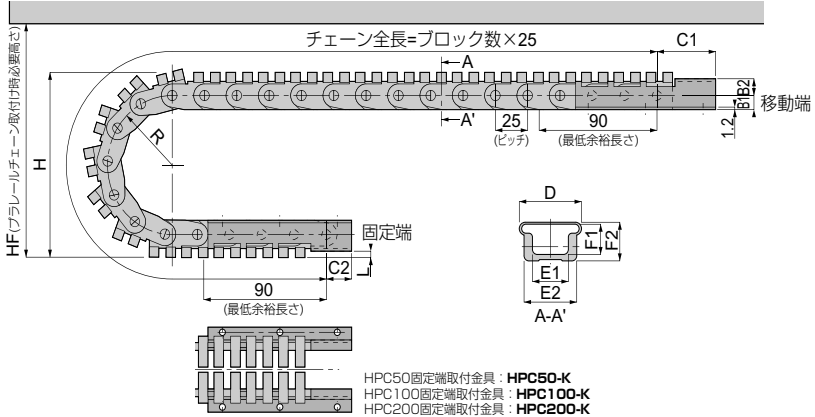 チェーン全長=ブロック数×25
C1
HF(プラレールチェーン取付け時必要高さ)
H
R
A
A'
B1
B2
1.2
移動端
25
(ピッチ)
90
(最低余裕長さ)
固定端
C2
L
90
(最低余裕長さ)
D
F1
F2
E1
E2
A-A'
HPC50固定端取付金具：HPC50-K
HPC100固定端取付金具：HPC100-K
HPC200固定端取付金具：HPC200-K